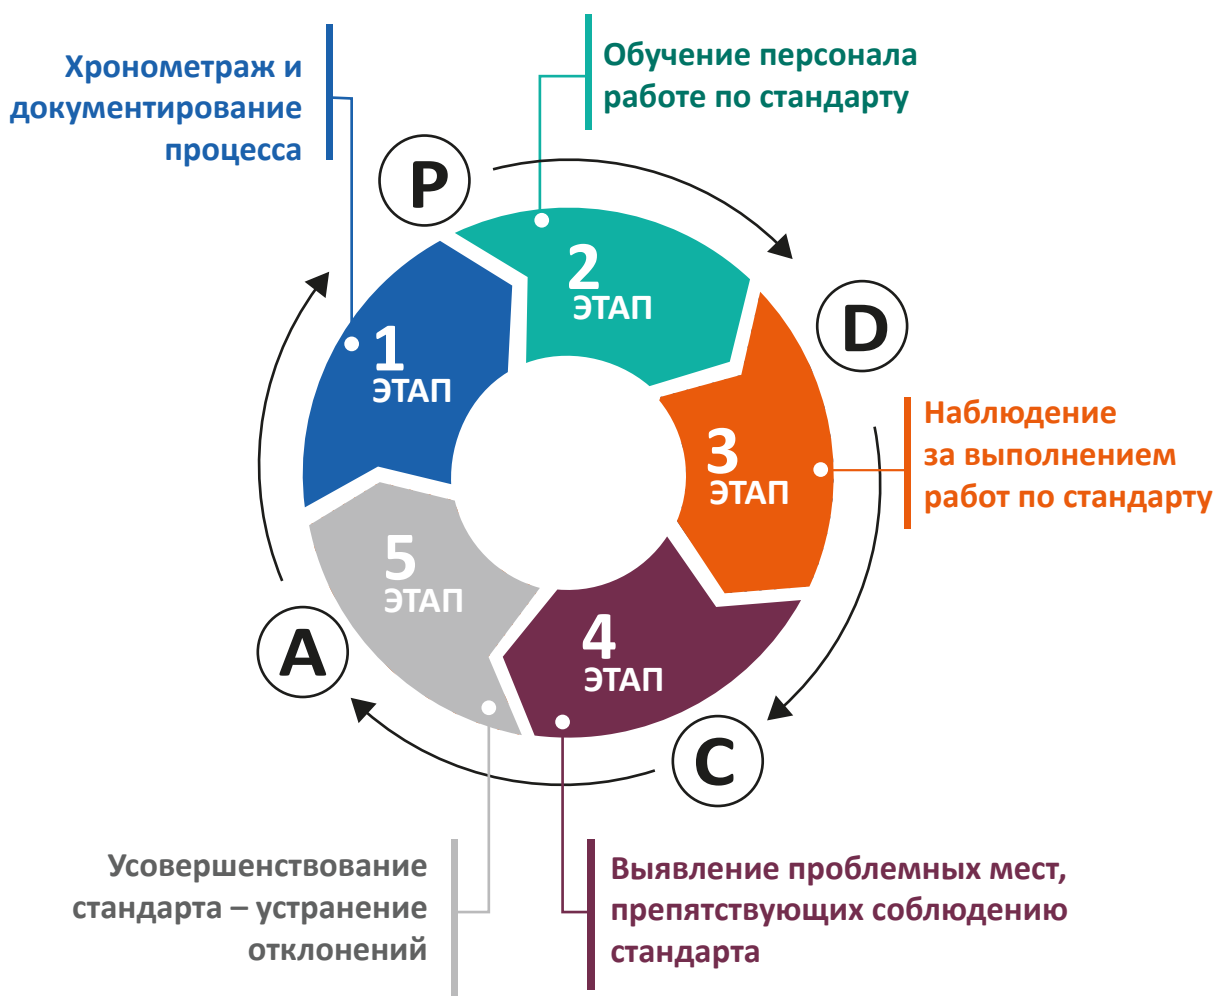 Хронометраж и
документирование
процесса
Обучение персонала
работе по стандарту
P
D
1
ЭТАП
2
ЭТАП
3
ЭТАП
Наблюдение
за выполнением
работ по стандарту
4
ЭТАП
5
ЭТАП
A
C
Усовершенствование
стандарта – устранение
отклонений
Выявление проблемных мест,
препятствующих соблюдению
стандарта